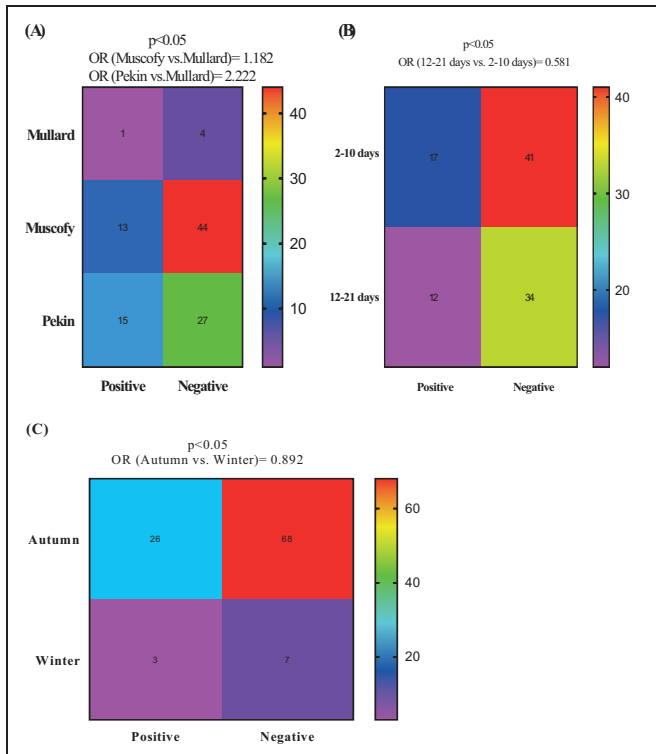 (A)
p<0.05
OR (Muscofy vs.Mullard)= 1.182
OR (Pekin vs.Mullard)= 2.222
Mullard 1 4
Muscofy 13 44
Pekin 15 27
Positive Negative
40
30
20
10
(B)
p<0.05
OR (12-21 days vs. 2-10 days)= 0.581
2-10 days 17 41
12-21 days 12 34
Positive Negative
40
30
20
(C)
p<0.05
OR (Autumn vs. Winter)= 0.892
Autumn 26 68
Winter 3 7
Positive Negative
60
40
20